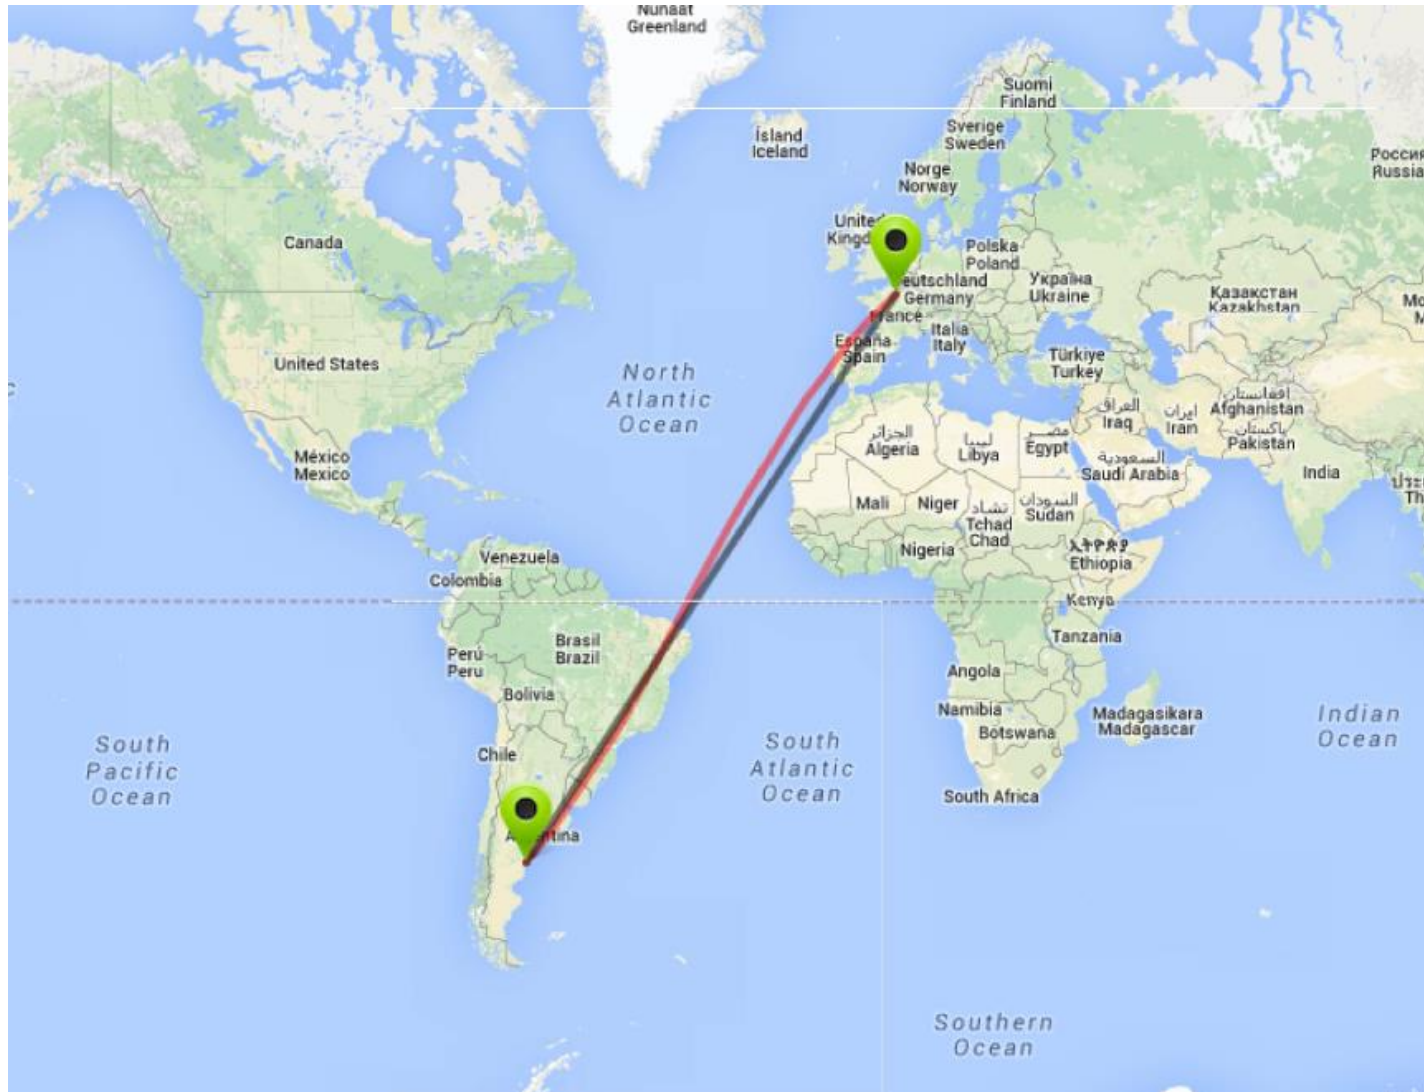 Nunaat
Greenland
Suomi
Finland
Ísland
Iceland
Sverige
Sweden
Norge
Norway
Россия
Russia
Canada
United
Polska
Poland
Україна
Ukraine
eutschland
Germany
Қазақстан
Kazakhstan
France
Italia
Italy
España
Spain
Türkiye
Turkey
United States
North
Atlantic
Ocean
العراق
Iraq
ايران
Iran
افغانستان
Afghanistan
پاکستان
Pakistan
الجزائر
Algeria
ليبيا
Libya
مصر
Egypt
السعودية
Saudi Arabia
México
Mexico
India
Mali
Niger
تشاد
Tchad
Chad
السودان
Sudan
Nigeria
ኢትዮጵያ
Ethiopia
Venezuela
Colombia
Kenya
Tanzania
Brasil
Brazil
Perú
Peru
Bolivia
Angola
Namibia
Botswana
Madagasikara
Madagascar
Indian
Ocean
South
Pacific
Ocean
Chile
South
Atlantic
Ocean
South Africa
Southern
Ocean